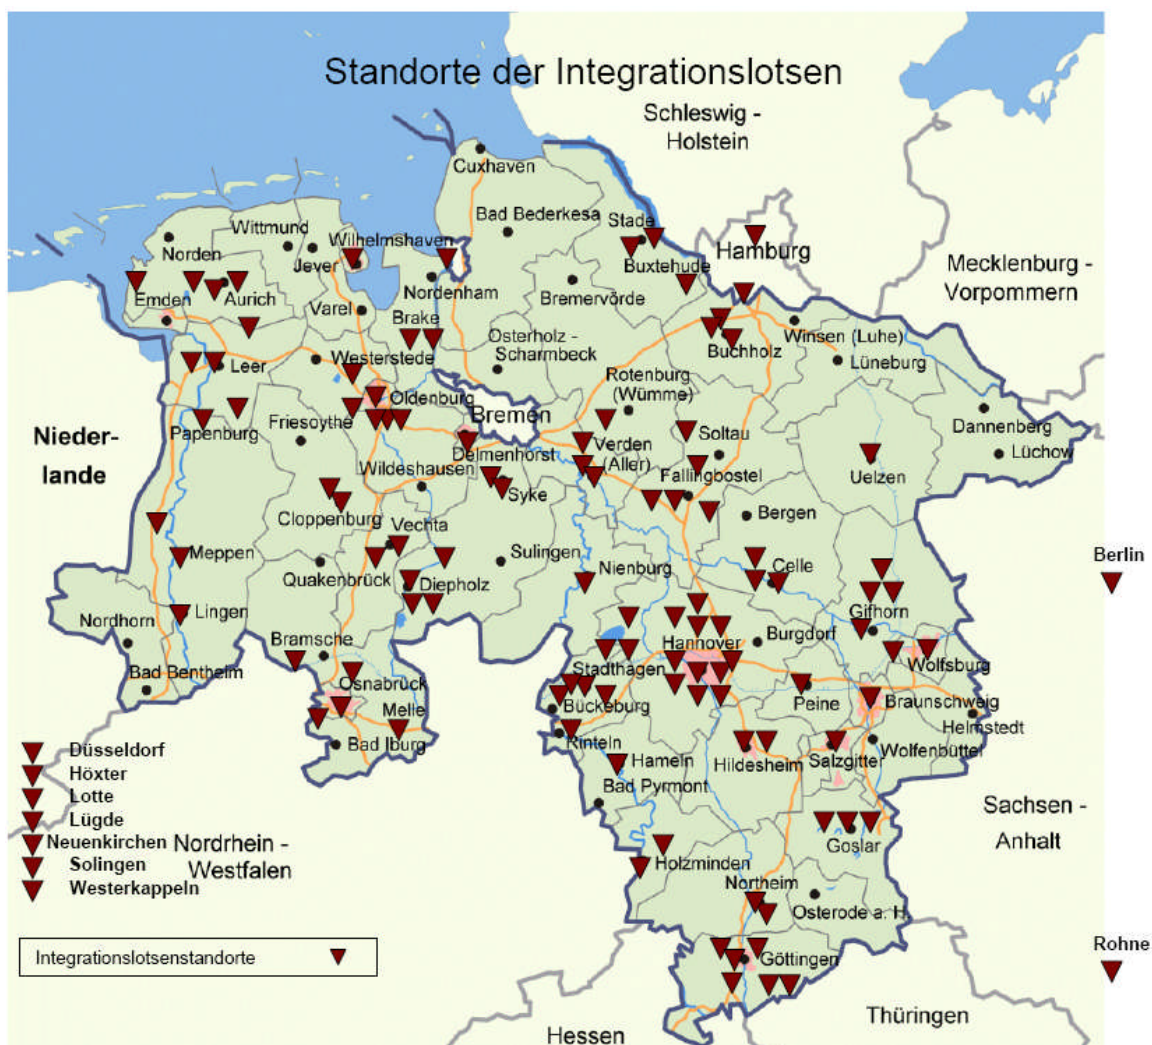 Standorte der Integrationslotsen
Schleswig -
Holstein
Cuxhaven
Bad Bederkesa
Stade
Wittmund
Norden
Wilhelmshaven
Jever
Hamburg
Buxtehude
Mecklenburg -
Vorpommern
Emden
Aurich
Nordenham
Bremervörde
Varel
Brake
Winsen (Luhe)
Osterholz -
Scharmbeck
Buchholz
Lüneburg
Westerstede
Leer
Rotenburg
(Wümme)
Oldenburg
Bremen
Friesoythe
Papenburg
Dannenberg
Nieder-
lande
Soltau
Verden
(Aller)
Delmenhorst
Lüchow
Wildeshausen
Fallingbostel
Uelzen
Syke
Cloppenburg
Bergen
Vechta
Meppen
Sulingen
Berlin
Quakenbrück
Diepholz
Nienburg
Celle
Lingen
Nordhorn
Gifhorn
Bramsche
Hannover
Burgdorf
Bad Bentheim
Stadthagen
Wolfsburg
Osnabrück
Melle
Bückeburg
Peine
Braunschweig
Helmstedt
Rinteln
Bad Iburg
Wolfenbüttel
Düsseldorf
Hameln
Hildesheim
Salzgitter
Höxter
Bad Pyrmont
Lotte
Sachsen -
Anhalt
Lügde
Neuenkirchen
Nordrhein -
Westfalen
Goslar
Solingen
Holzminden
Westerkappeln
Northeim
Osterode a. H.
Integrationslotsenstandorte
Göttingen
Rohne
Thüringen
Hessen